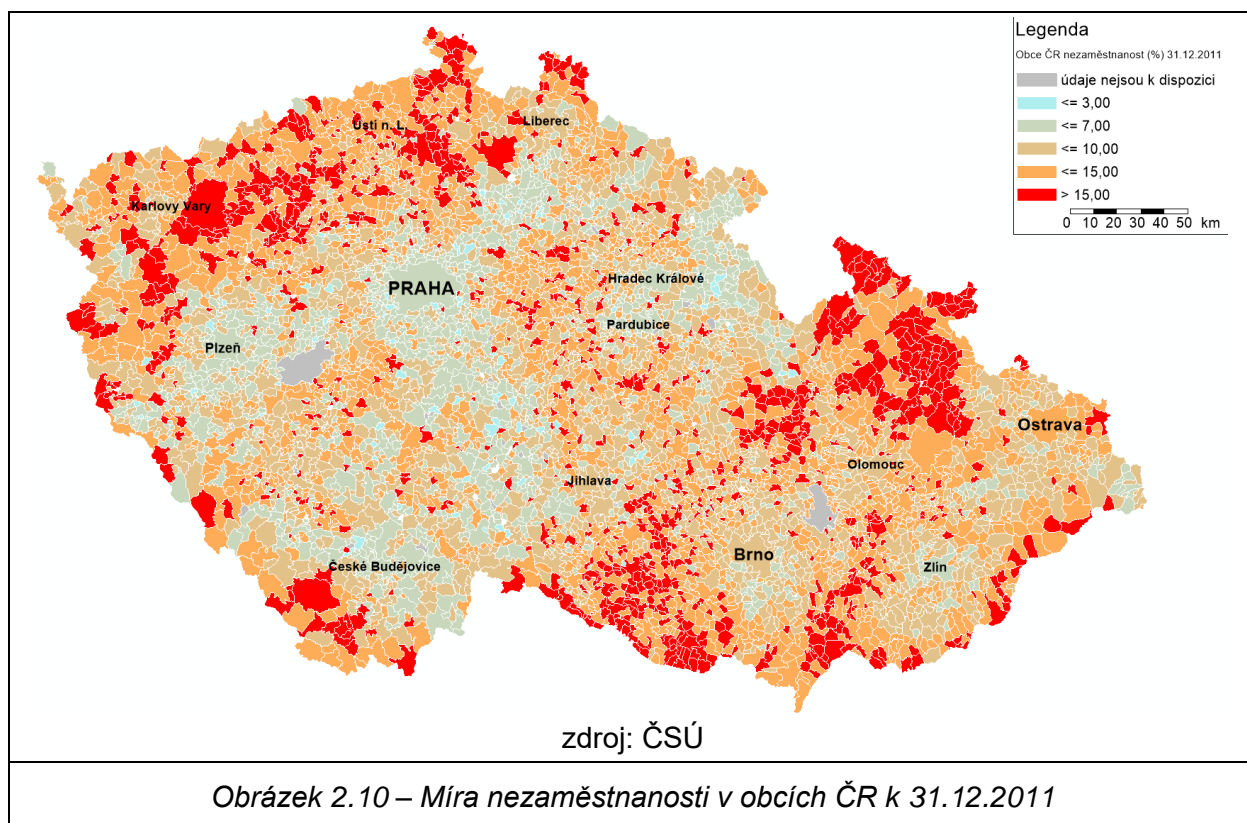 Legenda
Obce ČR nezaměstnanost (%) 31.12.2011
údaje nejsou k dispozici
<= 3,00
<= 7,00
<= 10,00
<= 15,00
> 15,00
0 10 20 30 40 50 km
Ústí n. L.
Liberec
Karlovy Vary
PRAHA
Hradec Králové
Pardubice
Plzeň
Ostrava
Olomouc
Jihlava
Brno
České Budějovice
Zlín
zdroj: ČSÚ
Obrázek 2.10 – Míra nezaměstnanosti v obcích ČR k 31.12.2011